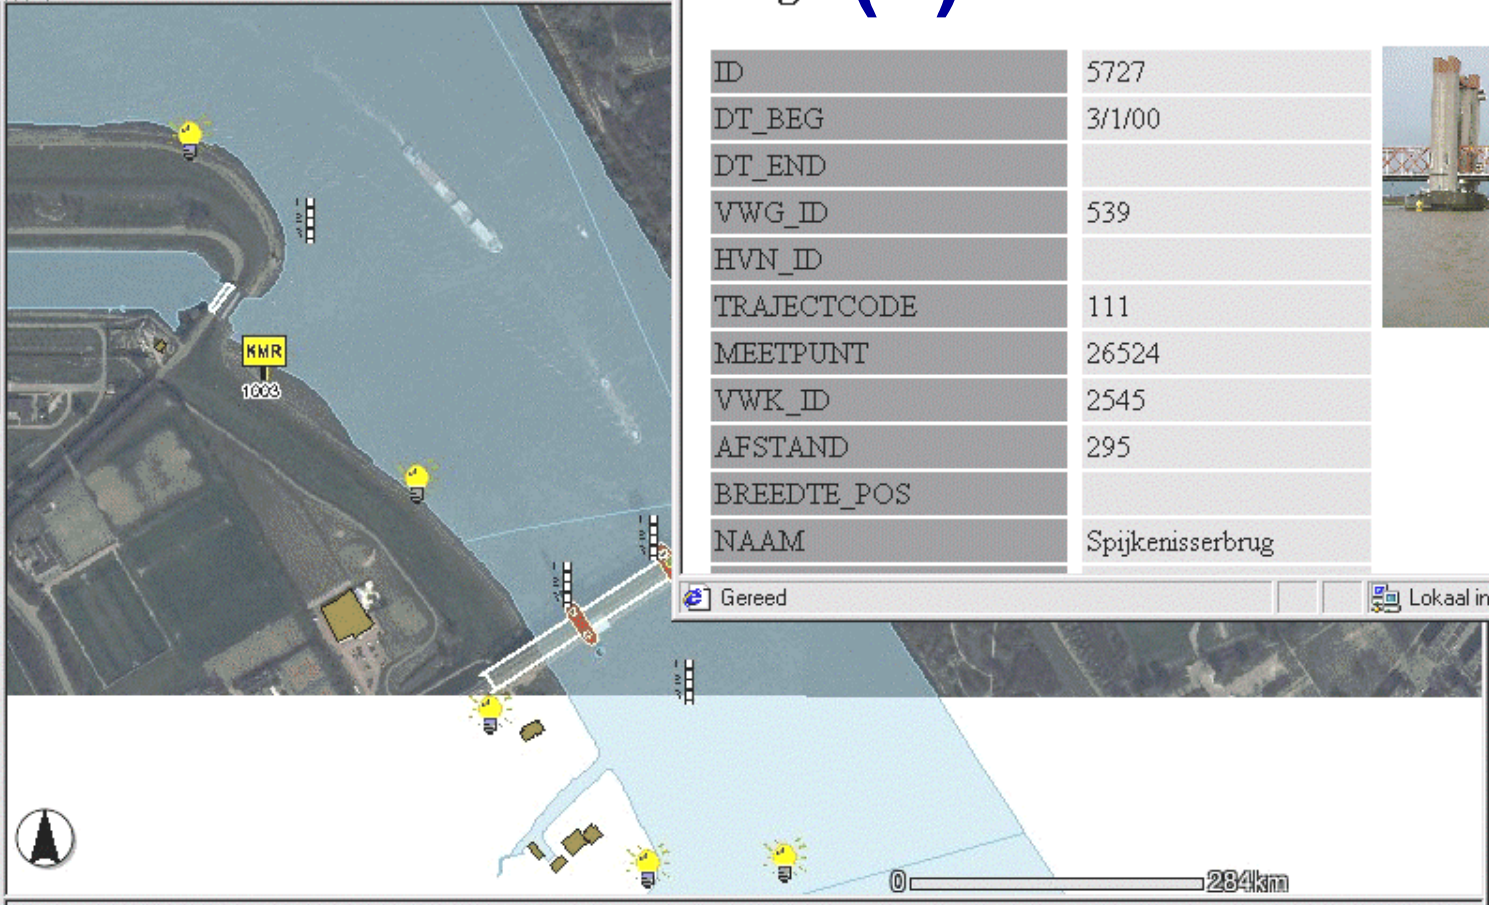 ID 5727
DT_BEG 3/1/00
DT_END
VWG_ID 539
HVN_ID
TRAJECTCODE 111
MEETPUNT 26524
VWK_ID 2545
AFSTAND 295
BREEDTE_POS
NAAM Spijkenisserbrug
Gereed Lokaal in
KMR
1003
0 284km